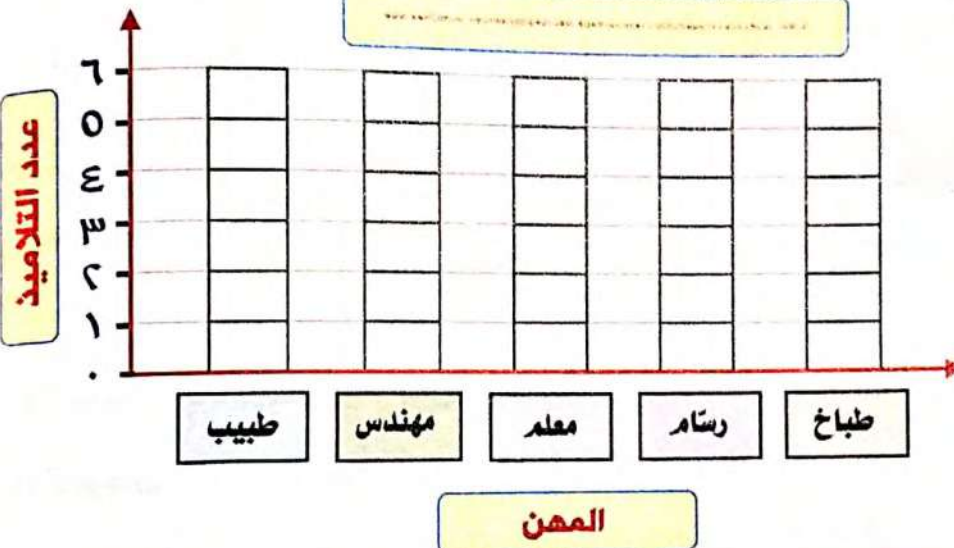 ٦
٥
٤
٣
٢
١
٠
عدد التلاميذ
طبيب
مهندس
معلم
رسّام
طباخ
المهن